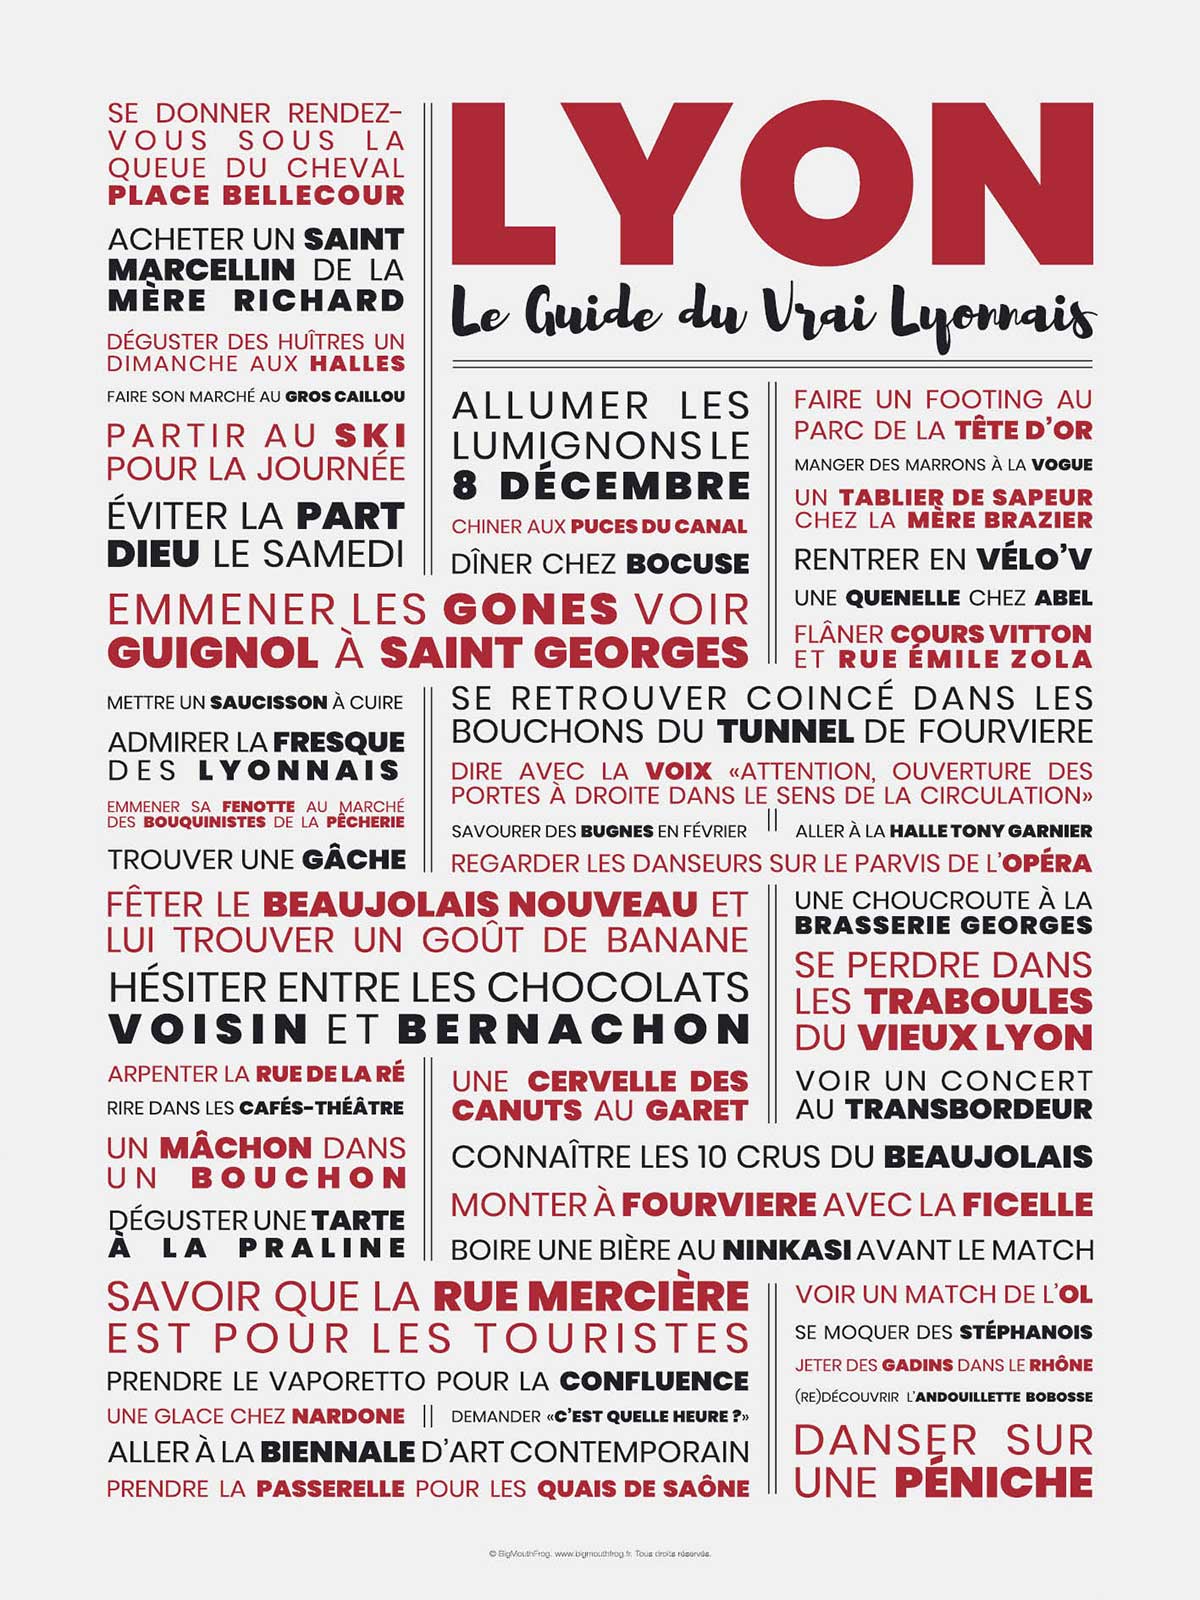 LYON
Le Guide du Vrai Lyonnais
SE DONNER RENDEZ-
VOUS SOUS LA
QUEUE DU CHEVAL
PLACE BELLECOUR
ACHETER UN SAINT
MARCELLIN DE LA
MÈRE RICHARD
DÉGUSTER DES HUÎTRES UN
DIMANCHE AUX HALLES
FAIRE SON MARCHÉ AU GROS CAILLOU
PARTIR AU SKI
POUR LA JOURNÉE
ÉVITER LA PART
DIEU LE SAMEDI
ALLUMER LES
LUMIGNONS LE
8 DÉCEMBRE
CHINER AUX PUCES DU CANAL
DÎNER CHEZ BOCUSE
EMMENER LES GONES VOIR
GUIGNOL À SAINT GEORGES
FAIRE UN FOOTING AU
PARC DE LA TÊTE D'OR
MANGER DES MARRONS À LA VOGUE
UN TABLIER DE SAPEUR
CHEZ LA MÈRE BRAZIER
RENTRER EN VÉLO'V
UNE QUENELLE CHEZ ABEL
FLÂNER COURS VITTON
ET RUE ÉMILE ZOLA
METTRE UN SAUCISSON À CUIRE
ADMIRER LA FRESQUE
DES LYONNAIS
EMMENER SA FENOTTE AU MARCHÉ
DES BOUQUINISTES DE LA PÊCHERIE
TROUVER UNE GÂCHE
SE RETROUVER COINCÉ DANS LES
BOUCHONS DU TUNNEL DE FOURVIERE
DIRE AVEC LA VOIX «ATTENTION, OUVERTURE DES
PORTES À DROITE DANS LE SENS DE LA CIRCULATION»
SAVOURER DES BUGNES EN FÉVRIER
ALLER À LA HALLE TONY GARNIER
REGARDER LES DANSEURS SUR LE PARVIS DE L'OPÉRA
FÊTER LE BEAUJOLAIS NOUVEAU ET
LUI TROUVER UN GOÛT DE BANANE
HÉSITER ENTRE LES CHOCOLATS
VOISIN ET BERNACHON
UNE CHOUCROUTE À LA
BRASSERIE GEORGES
SE PERDRE DANS
LES TRABOULES
DU VIEUX LYON
VOIR UN CONCERT
AU TRANSBORDEUR
ARPENTER LA RUE DE LA RÉ
RIRE DANS LES CAFÉS-THÉÂTRE
UN MÂCHON DANS
UN BOUCHON
DÉGUSTER UNE TARTE
À LA PRALINE
UNE CERVELLE DES
CANUTS AU GARET
CONNAÎTRE LES 10 CRUS DU BEAUJOLAIS
MONTER À FOURVIERE AVEC LA FICELLE
BOIRE UNE BIÈRE AU NINKASI AVANT LE MATCH
SAVOIR QUE LA RUE MERCIÈRE
EST POUR LES TOURISTES
PRENDRE LE VAPORETTO POUR LA CONFLUENCE
UNE GLACE CHEZ NARDONE
DEMANDER «C'EST QUELLE HEURE ?»
ALLER À LA BIENNALE D'ART CONTEMPORAIN
PRENDRE LA PASSERELLE POUR LES QUAIS DE SAÔNE
VOIR UN MATCH DE L'OL
SE MOQUER DES STÉPHANOIS
JETER DES GADINS DANS LE RHÔNE
(RE)DÉCOUVRIR L'ANDOUILLETTE BOBOSSE
DANSER SUR
UNE PÉNICHE
© BigMouthFrog. www.bigmouthfrog.fr. Tous droits réservés.